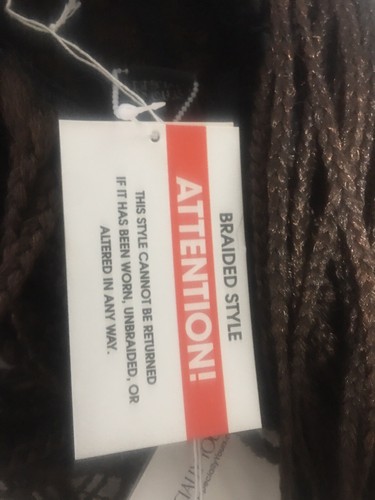 BRAIDED STYLE
ATTENTION!
THIS STYLE CANNOT BE RETURNED
IF IT HAS BEEN WORN, UNBRAIDED, OR
ALTERED IN ANY WAY.